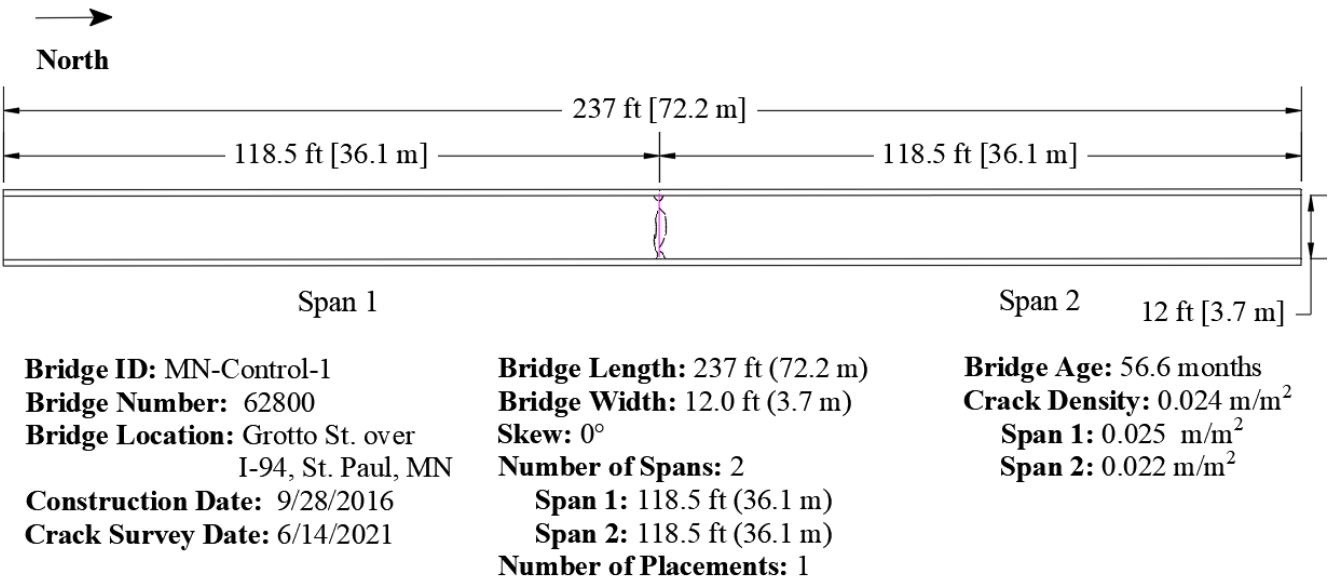 North
237 ft [72.2 m]
118.5 ft [36.1 m]
118.5 ft [36.1 m]
Span 1
Span 2
12 ft [3.7 m]
Bridge ID: MN-Control-1
Bridge Number: 62800
Bridge Location: Grotto St. over
I-94, St. Paul, MN
Construction Date: 9/28/2016
Crack Survey Date: 6/14/2021
Bridge Length: 237 ft (72.2 m)
Bridge Width: 12.0 ft (3.7 m)
Skew: 0°
Number of Spans: 2
Span 1: 118.5 ft (36.1 m)
Span 2: 118.5 ft (36.1 m)
Number of Placements: 1
Bridge Age: 56.6 months
Crack Density: 0.024 m/m²
Span 1: 0.025 m/m²
Span 2: 0.022 m/m²